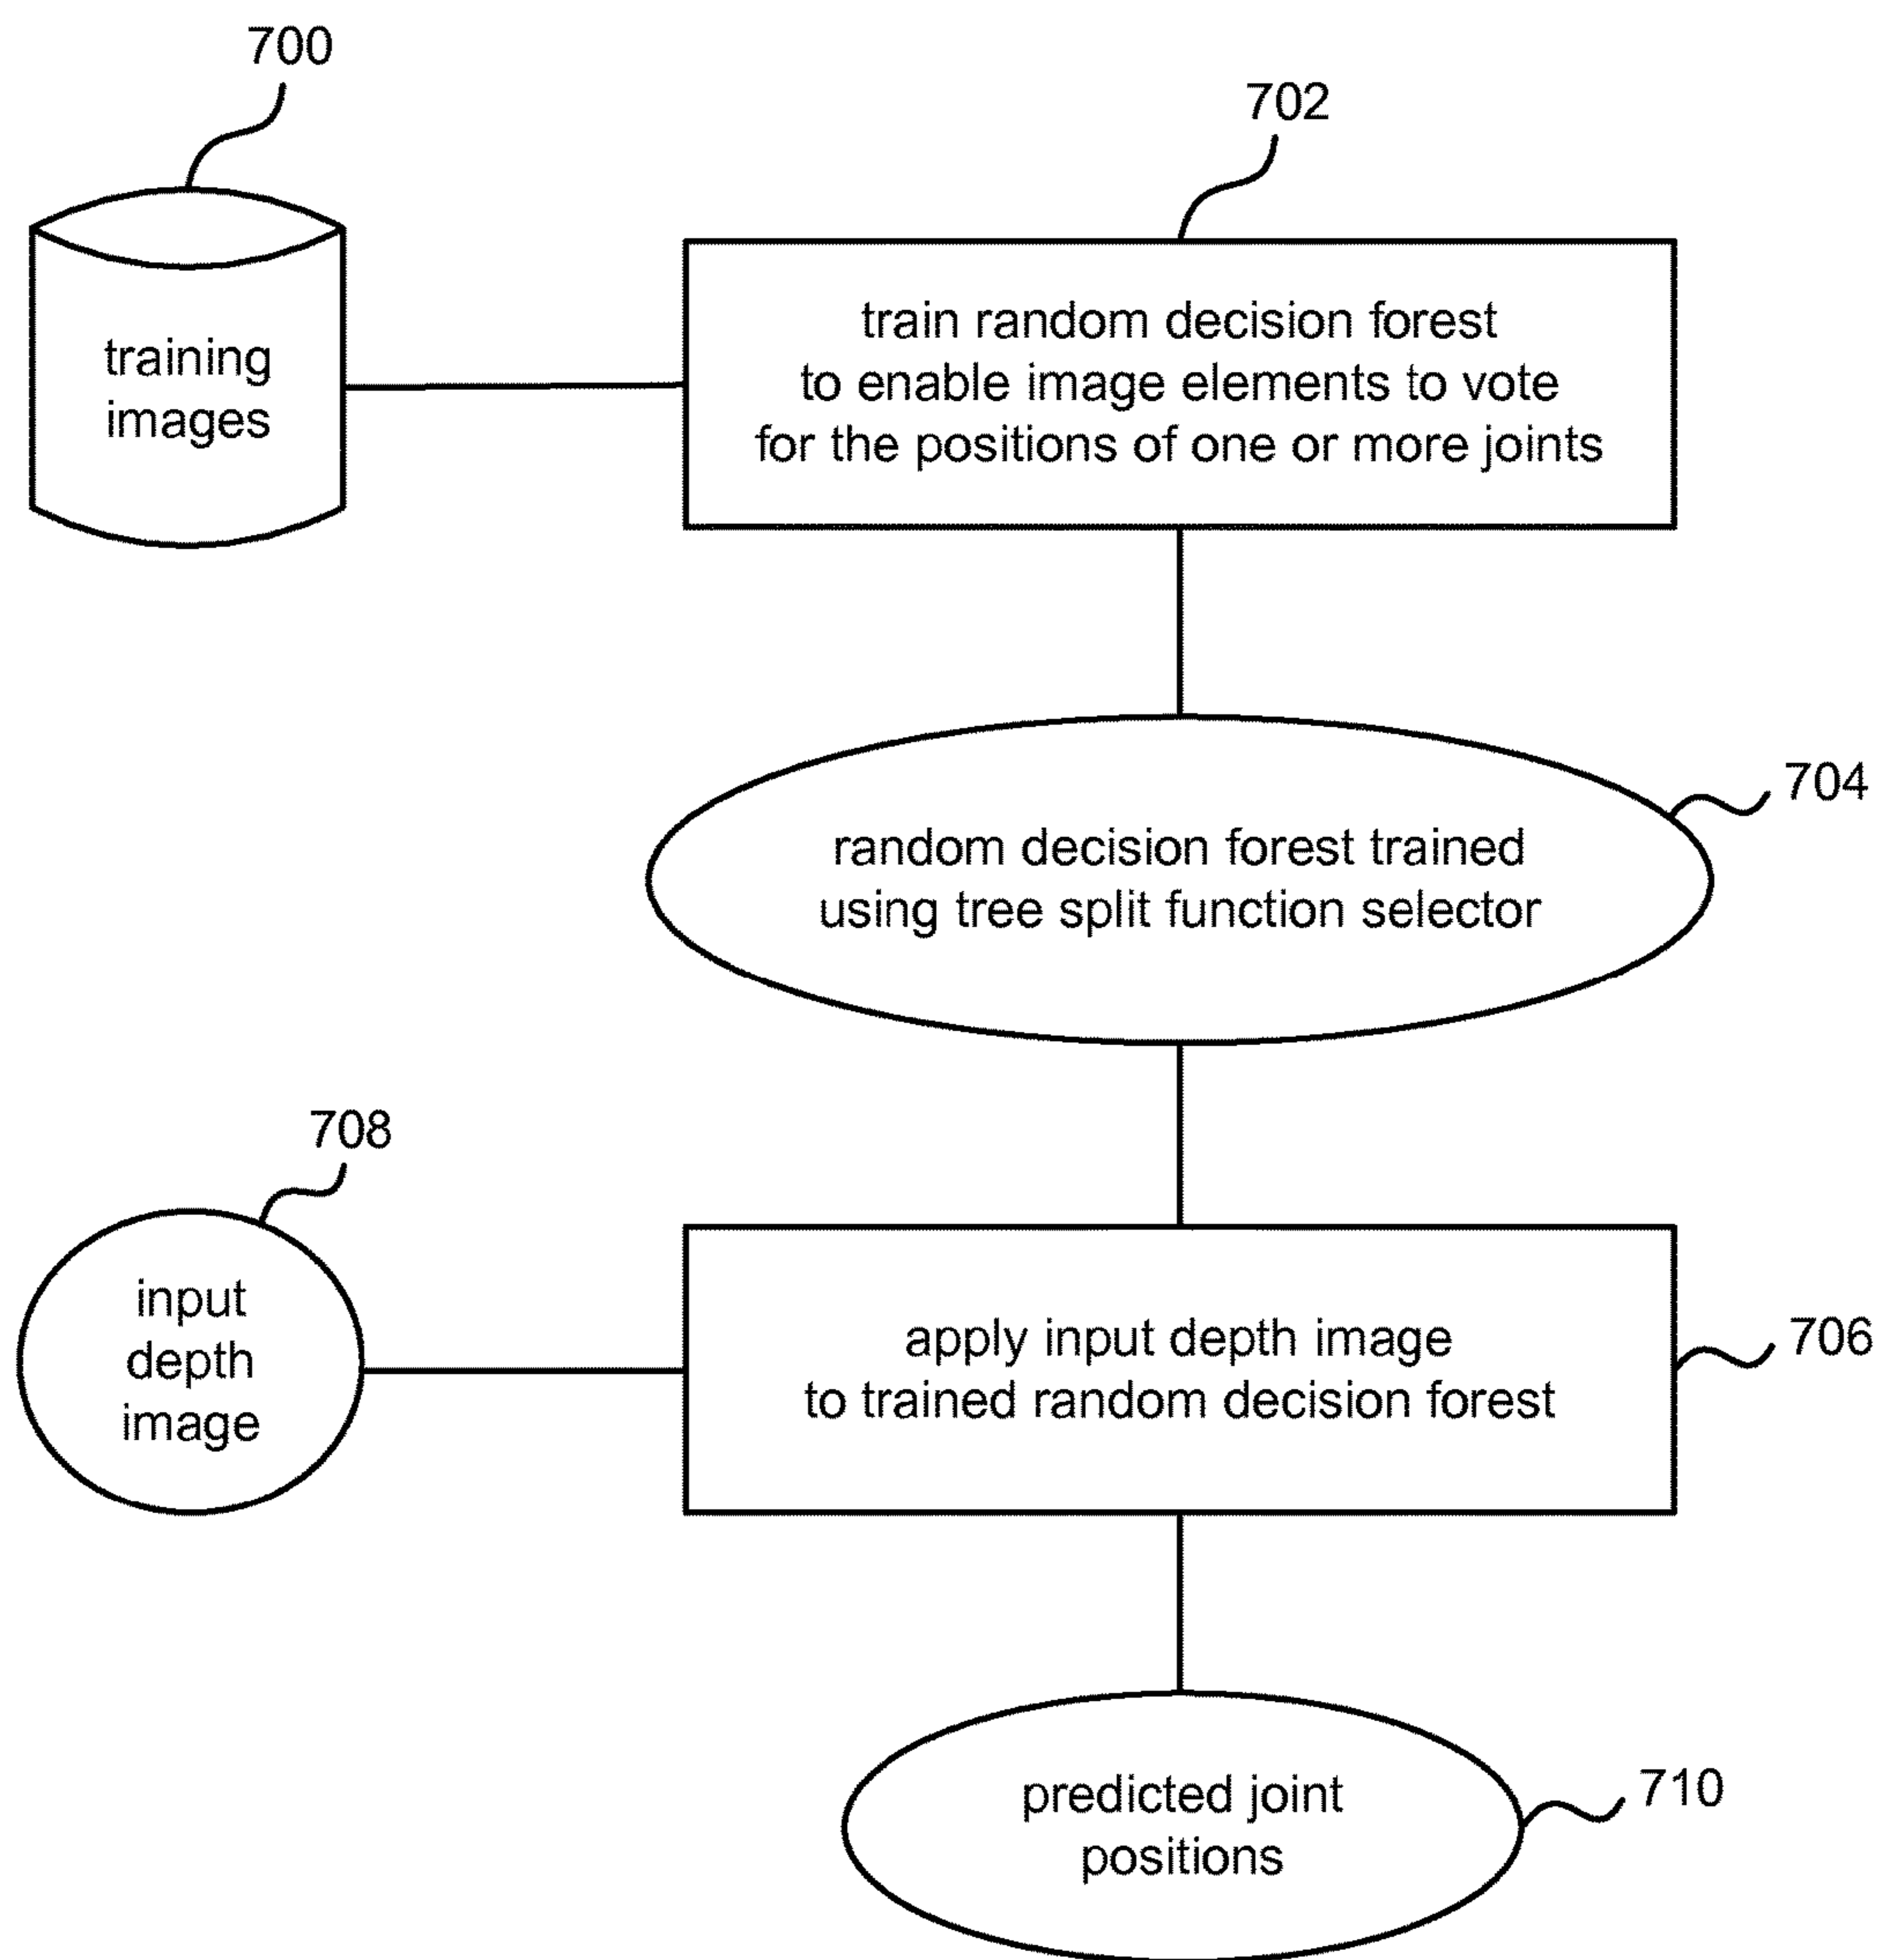 700
702
training
images
train random decision forest
to enable image elements to vote
for the positions of one or more joints
704
random decision forest trained
using tree split function selector
708
input
depth
image
apply input depth image
to trained random decision forest
706
predicted joint
positions
710